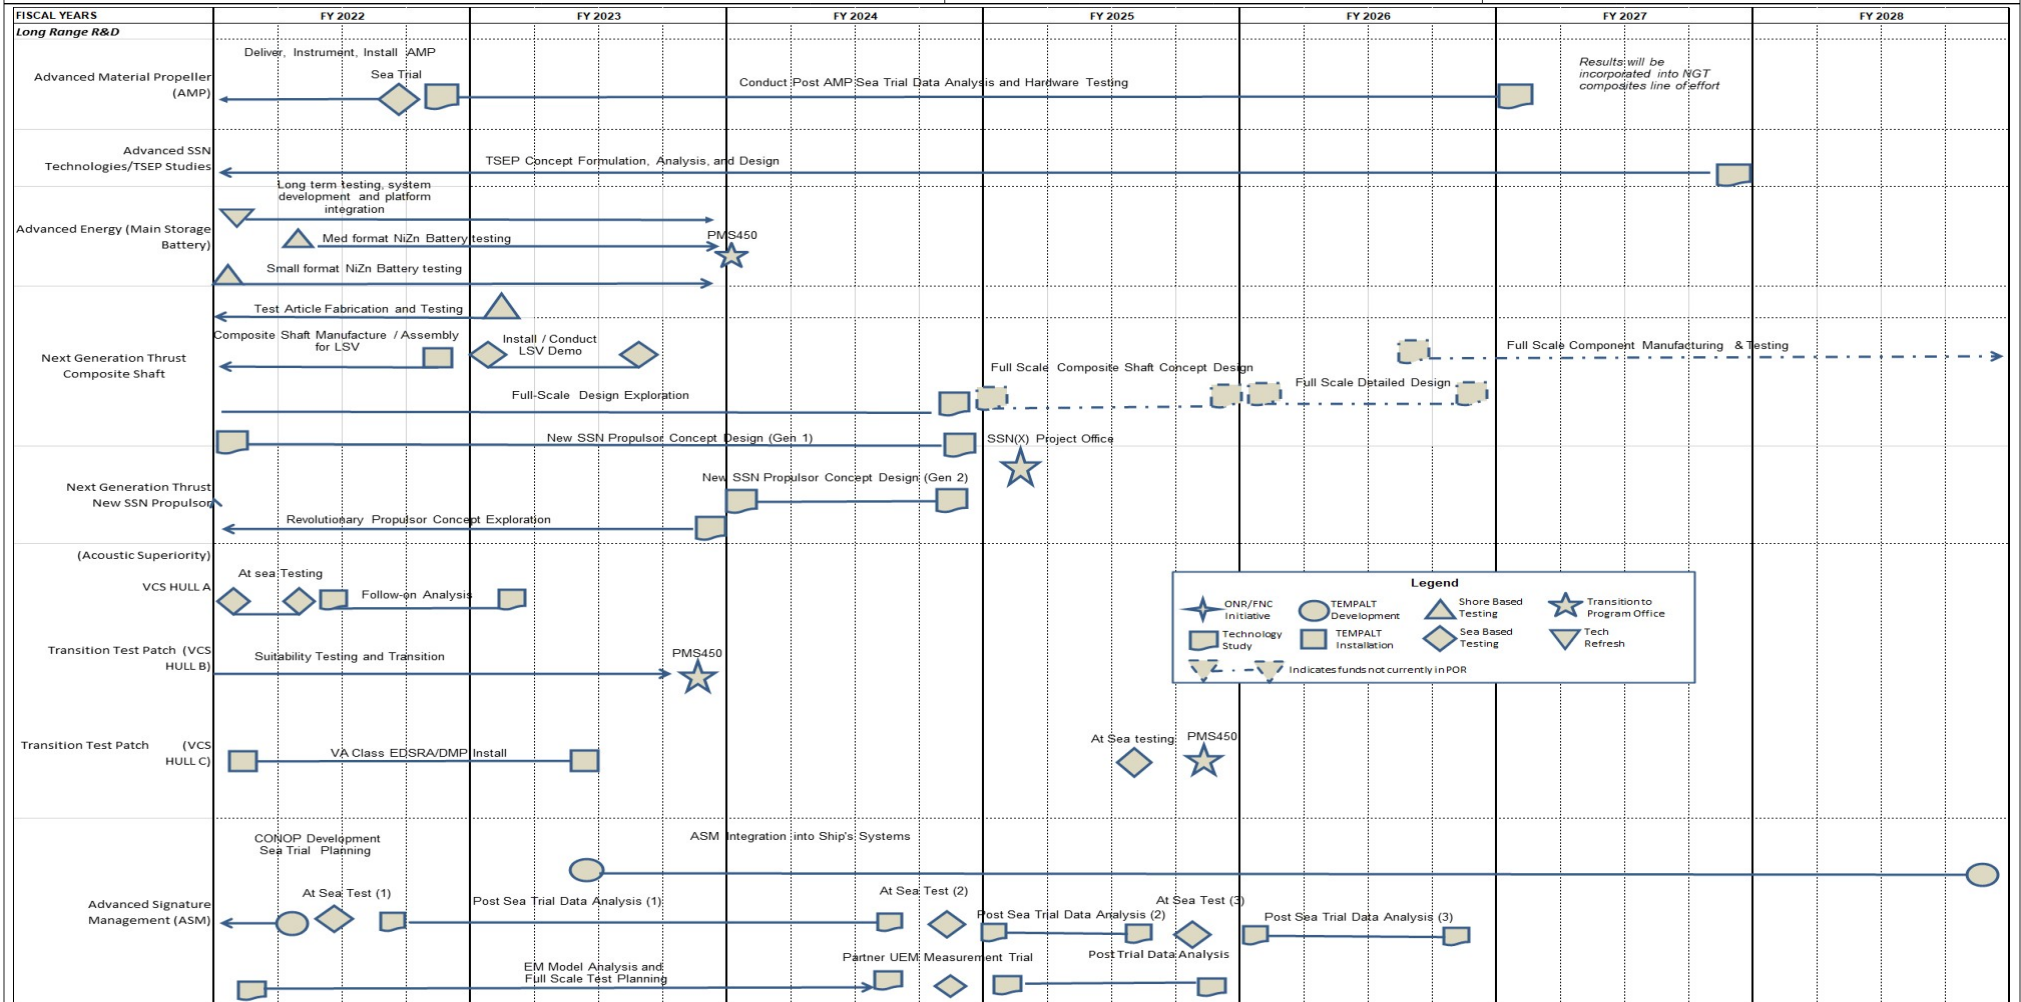 FISCAL YEARS FY 2022 FY 2023 FY 2024 FY 2025 FY 2026 FY 2027 FY 2028
Long Range R&D
Advanced Material Propeller
(AMP)
Deliver, Instrument, Install AMP
Sea Trial
Conduct Post AMP Sea Trial Data Analysis and Hardware Testing
Results will be
incorporated into NGT
composites line of effort
Advanced SSN
Technologies/TSEP Studies
TSEP Concept Formulation, Analysis, and Design
Advanced Energy (Main Storage
Battery)
Long term testing, system
development and platform
integration
Med format NiZn Battery testing
PMS450
Small format NiZn Battery testing
Next Generation Thrust
Composite Shaft
Test Article Fabrication and Testing
Composite Shaft Manufacture / Assembly
for LSV
Install / Conduct
LSV Demo
Full Scale Component Manufacturing & Testing
Full Scale Composite Shaft Concept Design
Full Scale Detailed Design
Full-Scale Design Exploration
New SSN Propulsor Concept Design (Gen 1)
SSN(X) Project Office
Next Generation Thrust
New SSN Propulsor
New SSN Propulsor Concept Design (Gen 2)
Revolutionary Propulsor Concept Exploration
(Acoustic Superiority)
VCS HULL A
At sea Testing
Follow-on Analysis
Legend
ONR/FNC
Initiative
TEMPALT
Development
Shore Based
Testing
Transition to
Program Office
Technology
Study
TEMPALT
Installation
Sea Based
Testing
Tech
Refresh
Indicates funds not currently in POR
Transition Test Patch (VCS
HULL B)
Suitability Testing and Transition
PMS450
Transition Test Patch (VCS
HULL C)
VA Class EDSRA/DMP Install
At Sea testing
PMS450
Advanced Signature
Management (ASM)
CONOP Development
Sea Trial Planning
ASM Integration into Ship's Systems
At Sea Test (1)
Post Sea Trial Data Analysis (1)
At Sea Test (2)
Post Sea Trial Data Analysis (2)
At Sea Test (3)
Post Sea Trial Data Analysis (3)
EM Model Analysis and
Full Scale Test Planning
Partner UEM Measurement Trial
Post Trial Data Analysis